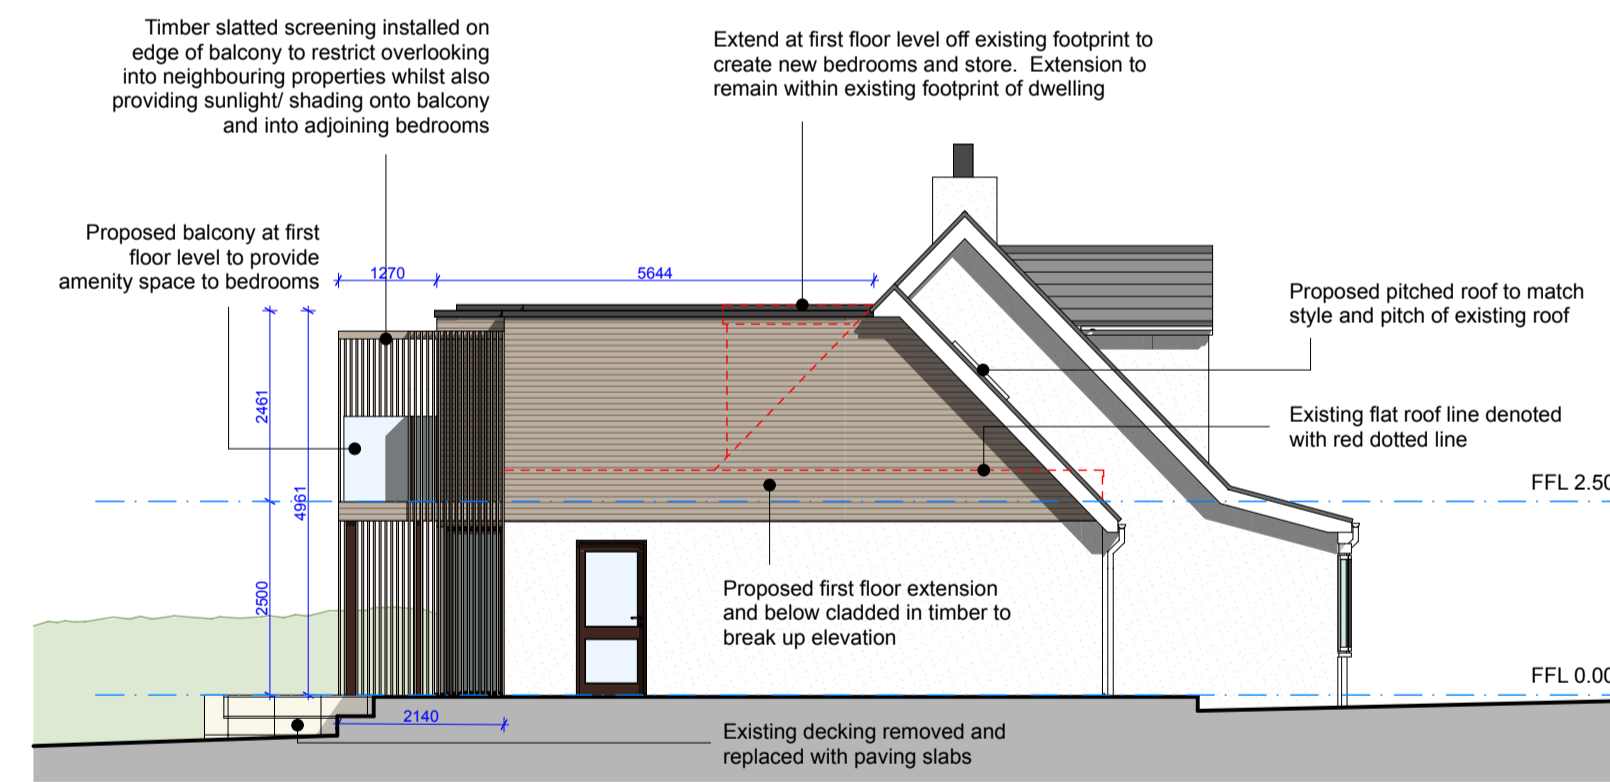 Timber slatted screening installed on
edge of balcony to restrict overlooking
into neighbouring properties whilst also
providing sunlight/ shading onto balcony
and into adjoining bedrooms
Extend at first floor level off existing footprint to
create new bedrooms and store. Extension to
remain within existing footprint of dwelling
Proposed balcony at first
floor level to provide
amenity space to bedrooms
1270
5644
Proposed pitched roof to match
style and pitch of existing roof
2461
Existing flat roof line denoted
with red dotted line
4961
FFL 2.50
2500
Proposed first floor extension
and below cladded in timber to
break up elevation
FFL 0.00
2140
Existing decking removed and
replaced with paving slabs